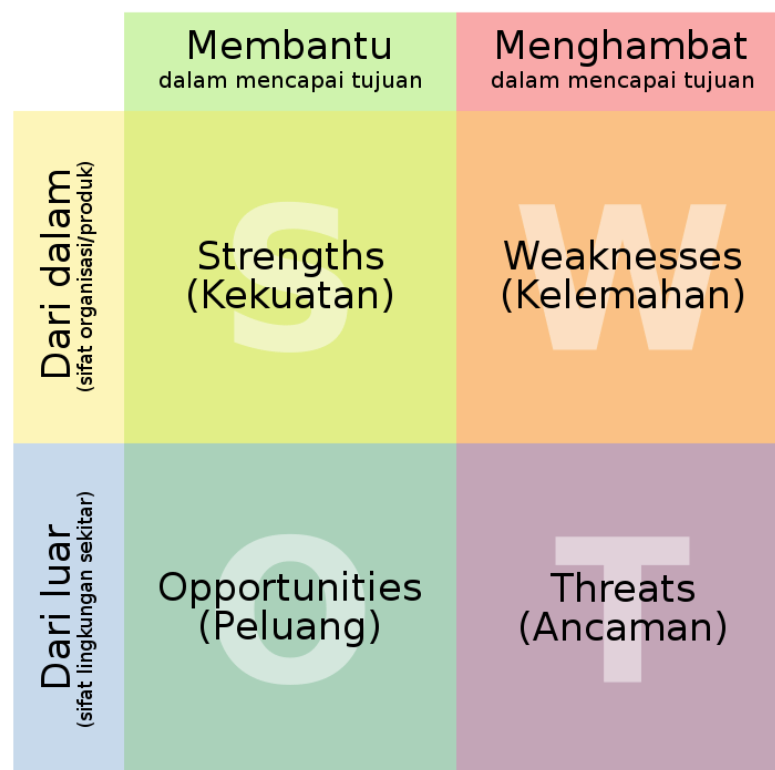 Membantu
dalam mencapai tujuan
Menghambat
dalam mencapai tujuan
Dari dalam
(sifat organisasi/produk)
S
Strengths
(Kekuatan)
W
Weaknesses
(Kelemahan)
Dari luar
(sifat lingkungan sekitar)
O
Opportunities
(Peluang)
T
Threats
(Ancaman)